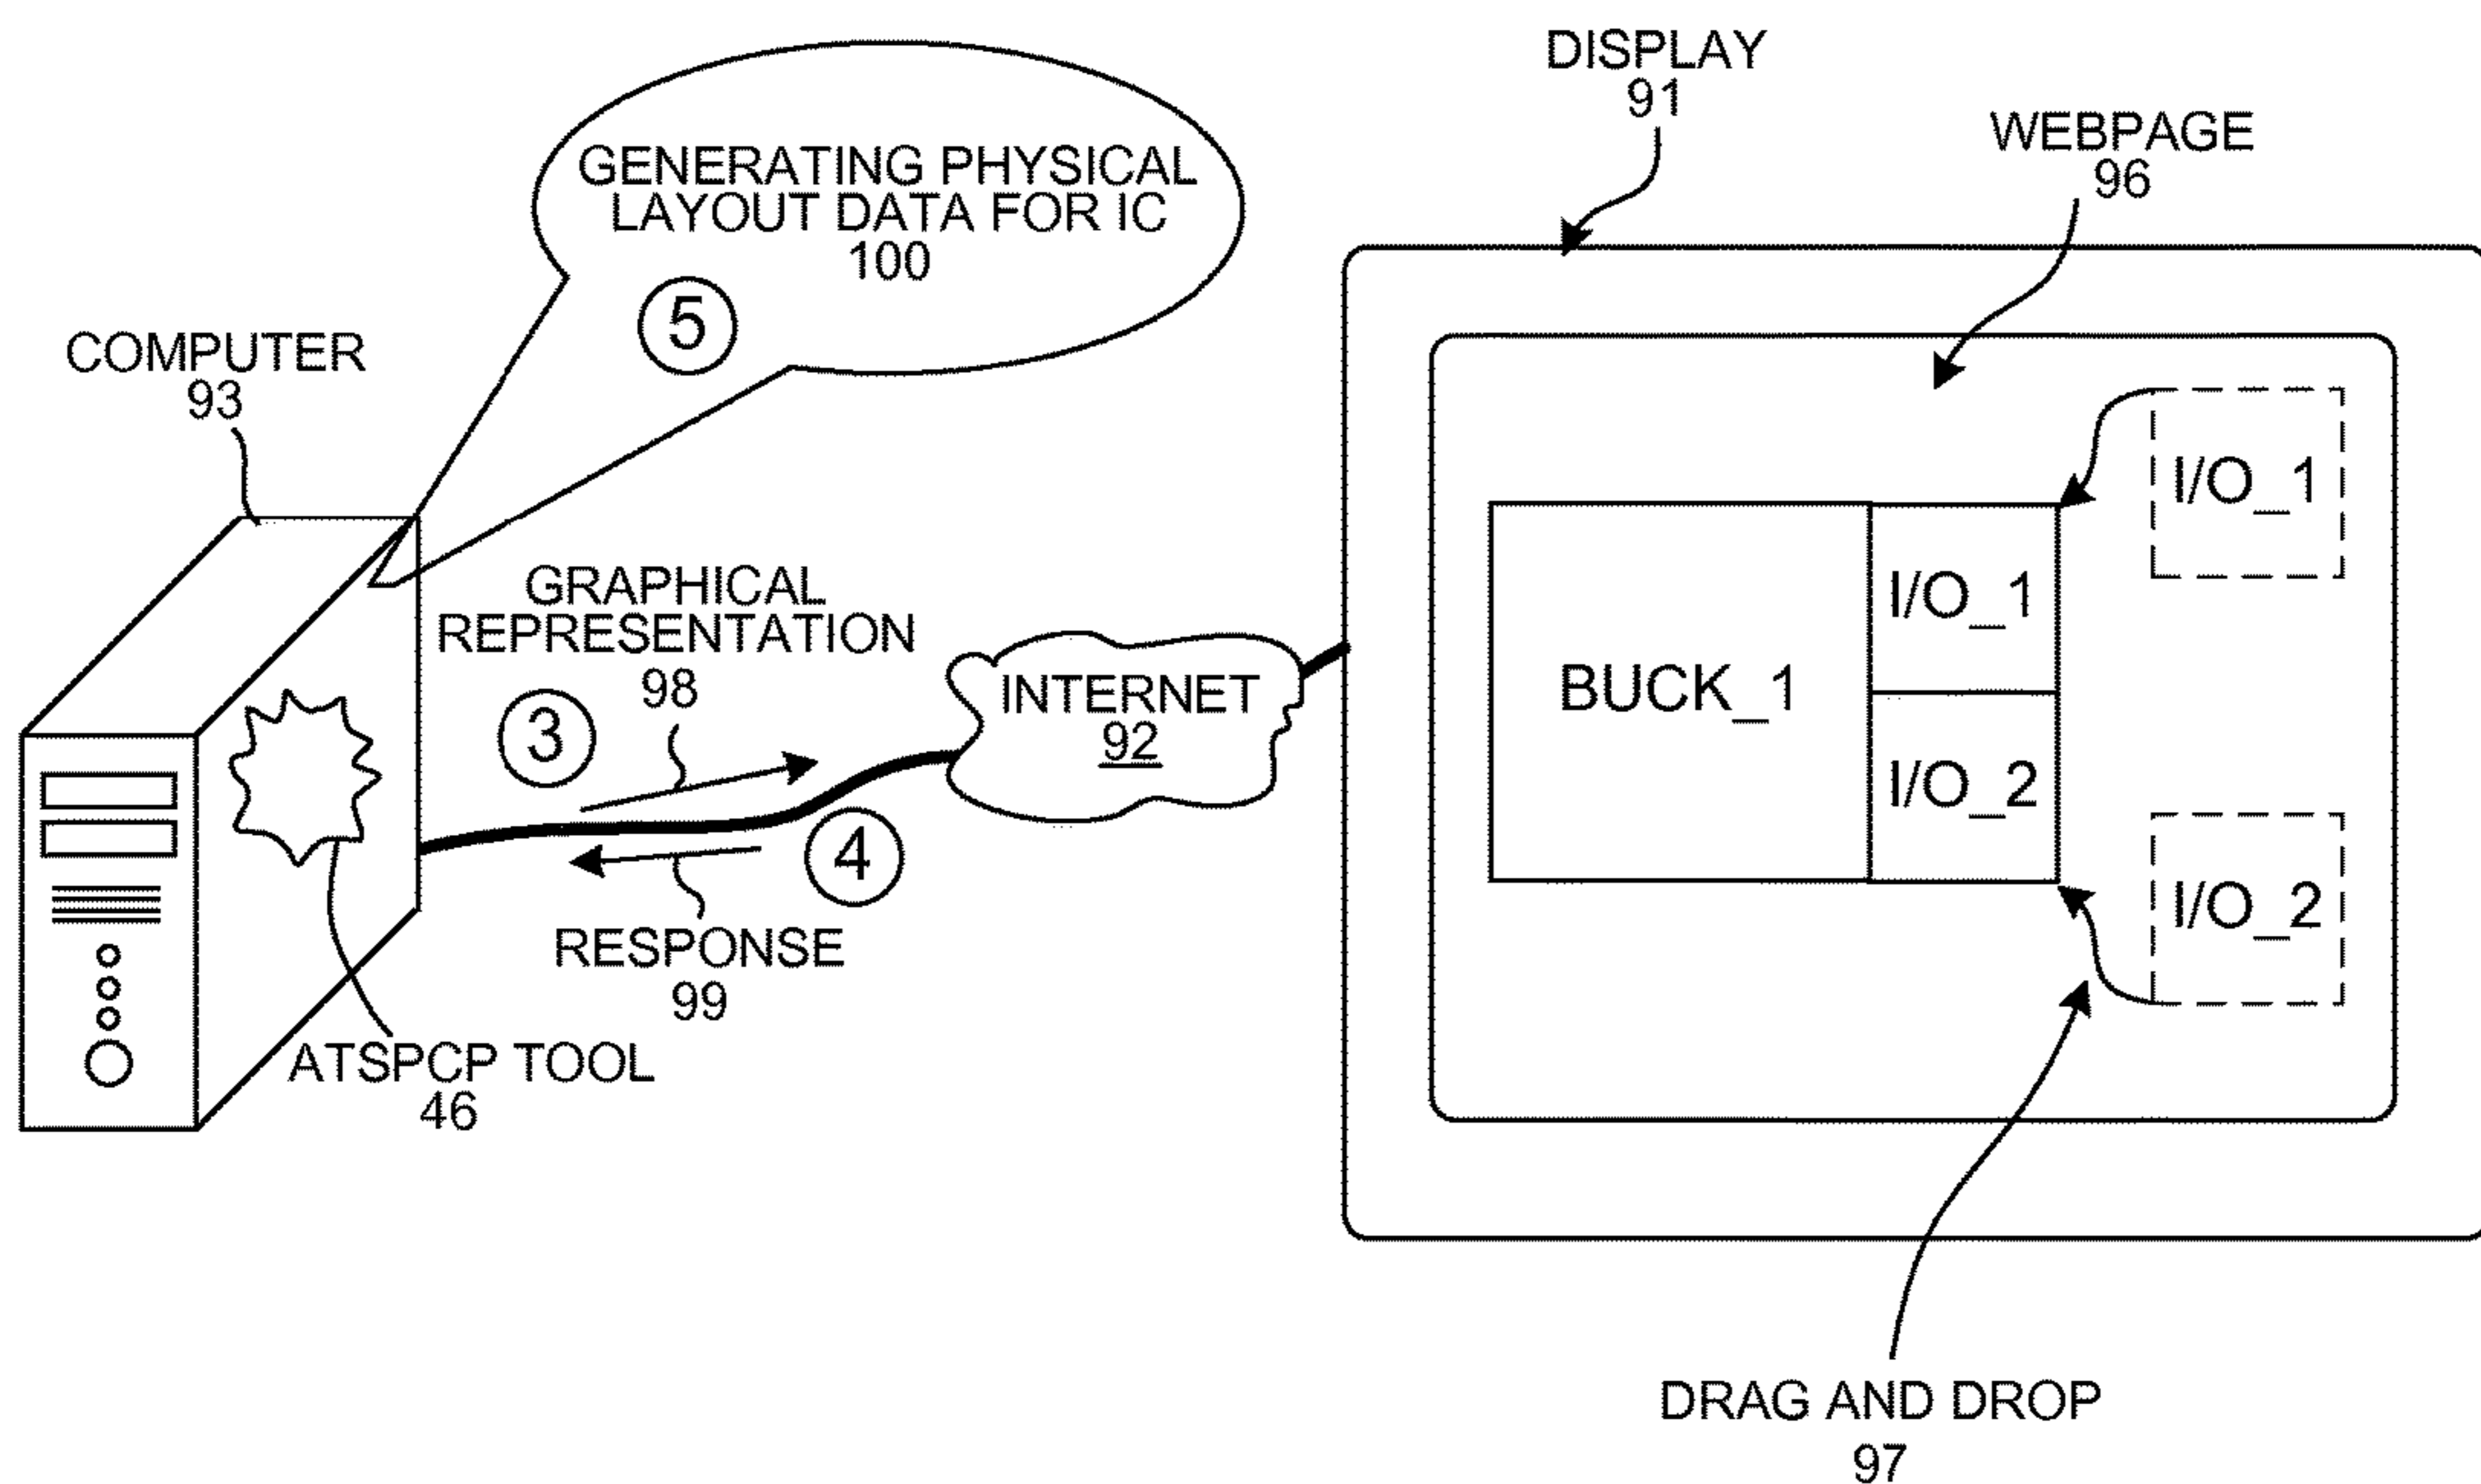 DISPLAY
91
WEBPAGE
96
GENERATING PHYSICAL
LAYOUT DATA FOR IC
100
5
COMPUTER
93
GRAPHICAL
REPRESENTATION
98
3
INTERNET
92
4
RESPONSE
99
ATSPCP TOOL
46
BUCK_1
I/O_1
I/O_2
I/O_1
I/O_2
DRAG AND DROP
97